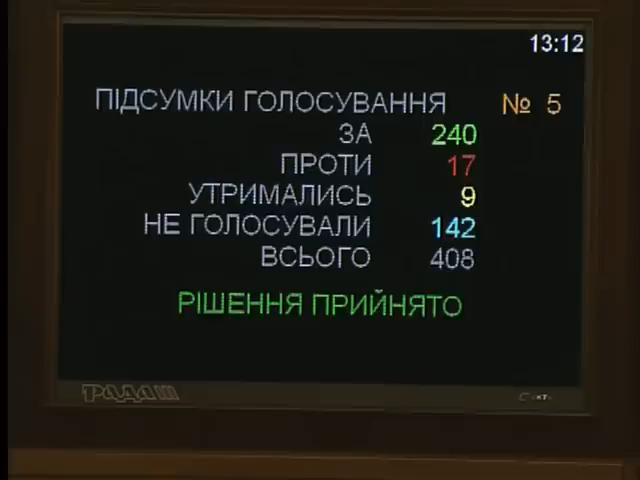 13:12
ПІДСУМКИ ГОЛОСУВАННЯ № 5
ЗА 240
ПРОТИ 17
УТРИМАЛИСЬ 9
НЕ ГОЛОСУВАЛИ 142
ВСЬОГО 408
РІШЕННЯ ПРИЙНЯТО
РАДА III